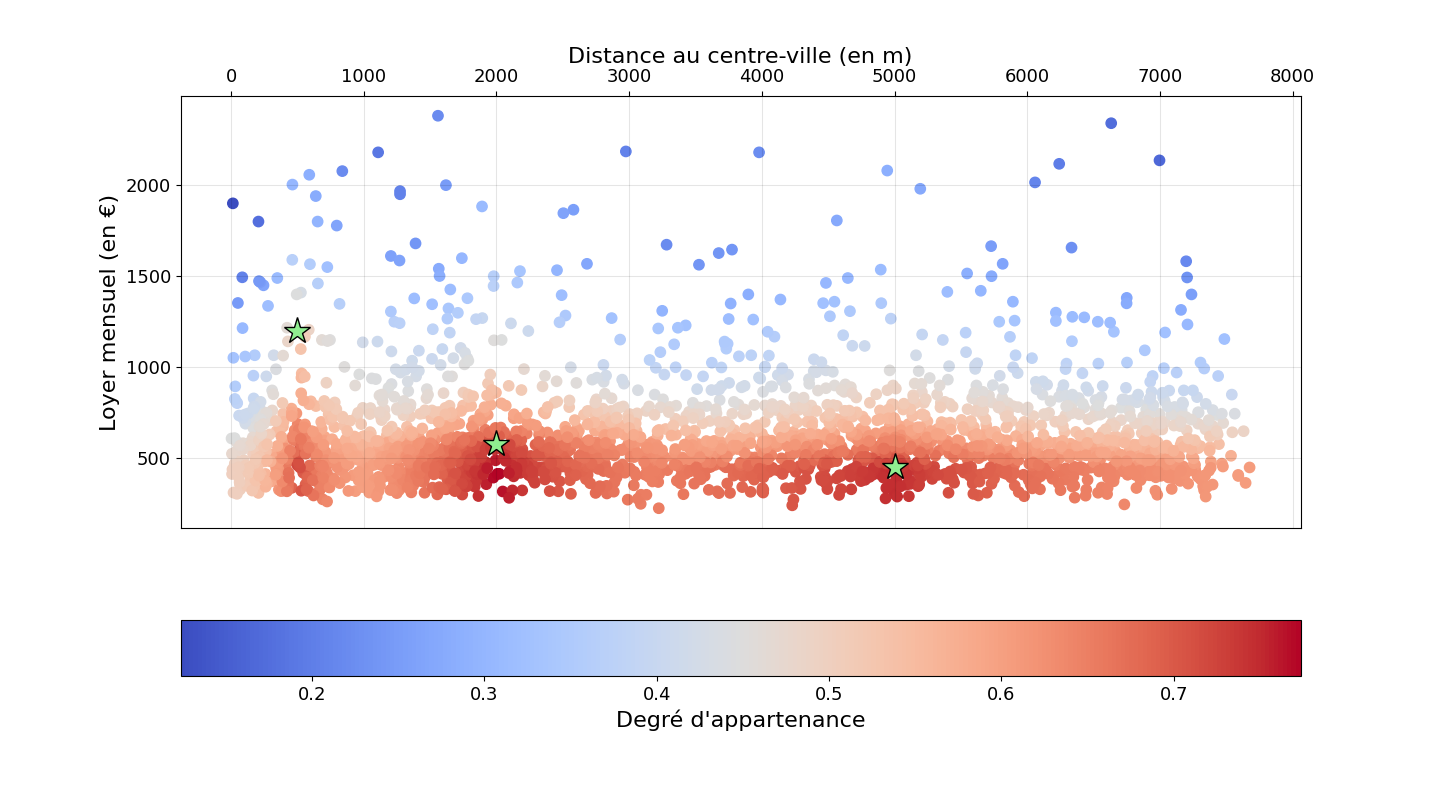 Distance au centre-ville (en m)
0 1000 2000 3000 4000 5000 6000 7000 8000
Loyer mensuel (en €)
2000
1500
1000
500
0.2 0.3 0.4 0.5 0.6 0.7
Degré d'appartenance